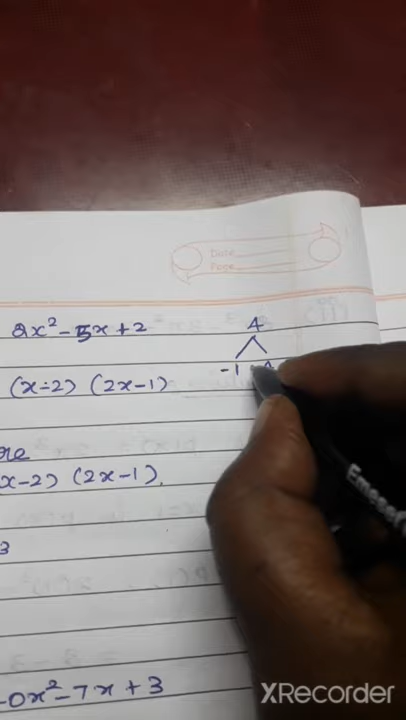 Date
Page
2x² - 5x + 2
4
-1
(x-2) (2x-1)
x-2) (2x-1).
3
0x² - 7x + 3
XRecorder